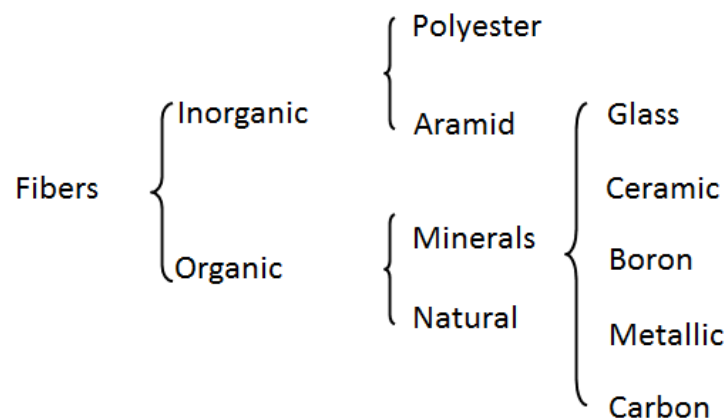 Fibers
Inorganic
Polyester
Aramid
Organic
Minerals
Glass
Ceramic
Boron
Metallic
Carbon
Natural